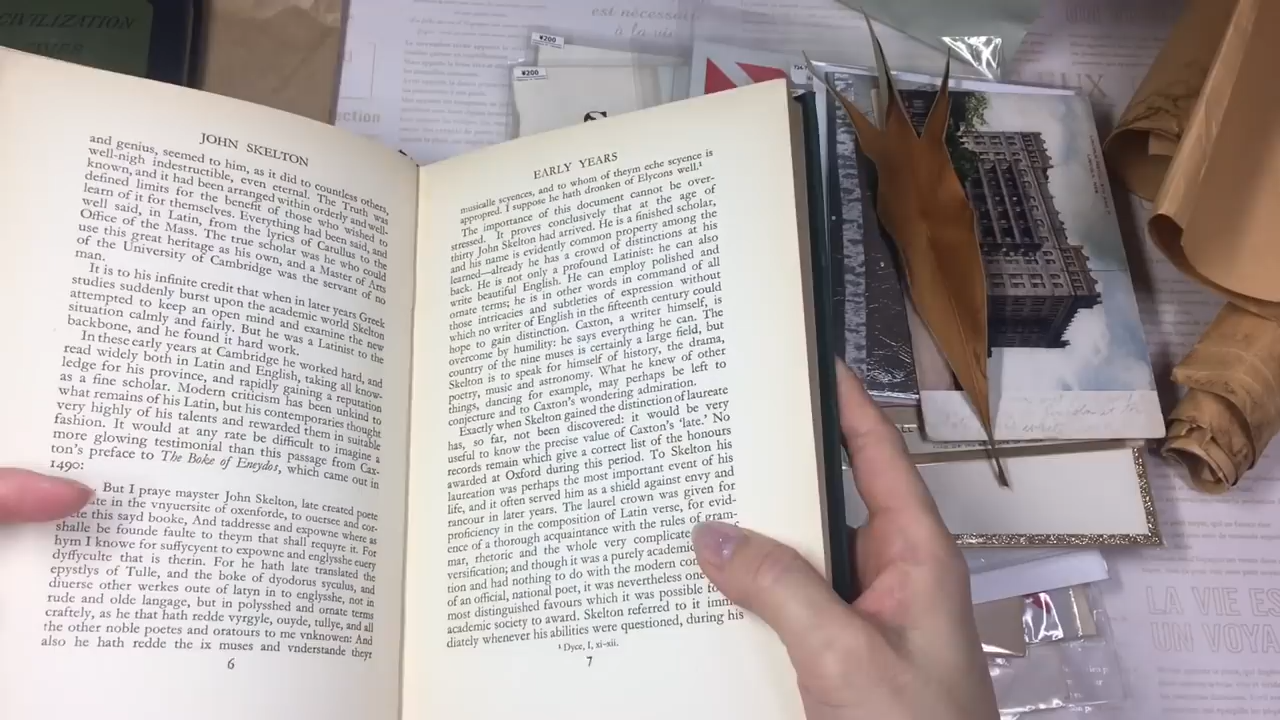 CIVILIZATION
est nécessai
à la vie
¥200
¥200
JOHN SKELTON
and genius, seemed to him, as it did to countless others,
well-nigh indestructible, even eternal. The Truth was
known, and it had been arranged within orderly and well-
defined limits for the benefit of those who wished to
learn of it for themselves. Everything had been said, and
well said, in Latin, from the lyrics of Catullus to the
Office of the Mass. The true scholar was he who could
use this great heritage as his own, and a Master of Arts
of the University of Cambridge was the servant of no
man.
It is to his infinite credit that when in later years Greek
studies suddenly burst upon the academic world Skelton
attempted to keep an open mind and examine the new
situation calmly and fairly. But he was a Latinist to the
backbone, and he found it hard work.
In these early years at Cambridge he worked hard, and
read widely both in Latin and English, taking all know-
ledge for his province, and rapidly gaining a reputation
as a fine scholar. Modern criticism has been unkind to
what remains of his Latin, but his contemporaries thought
very highly of his talents and rewarded them in suitable
fashion. It would at any rate be difficult to imagine a
more glowing testimonial than this passage from Cax-
ton's preface to The Boke of Eneydos, which came out in
1490:
But I praye mayster John Skelton, late created poete
in the vnyuersite of oxenforde, to ouersee and cor-
this sayd booke, And taddresse and expowne where as
shalle be founde faulte to theym that shall requyre it. For
hym I knowe for suffycyent to expowne and englysshe euery
dyffyculte that is therin. For he hath late translated the
epystlys of Tulle, and the boke of dyodorus syculus, and
diuerse other werkes oute of latyn in to englysshe, not in
rude and olde langage, but in polysshed and ornate terms
craftely, as he that hath redde vyrgyle, ouyde, tullye, and all
the other noble poetes and oratours to me vnknowen: And
also he hath redde the ix muses and vnderstande theyr
6
EARLY YEARS
musicalle scyences, and to whom of theym eche scyence is
appropred. I suppose he hath dronken of Elycons well.¹
The importance of this document cannot be over-
stressed. It proves conclusively that at the age of
thirty John Skelton had arrived. He is a finished scholar,
and his name is evidently common property among the
learned—already he has a crowd of distinctions at his
back. He is not only a profound Latinist: he can also
write beautiful English. He can employ polished and
ornate terms; he is in other words in command of all
those intricacies and subtleties of expression without
which no writer of English in the fifteenth century could
hope to gain distinction. Caxton, a writer himself, is
overcome by humility: he says everything he can. The
country of the nine muses is certainly a large field, but
Skelton is to speak for himself of history, the drama,
poetry, music and astronomy. What he knew of other
things, dancing for example, may perhaps be left to
conjecture and to Caxton's wondering admiration.
Exactly when Skelton gained the distinction of laureate
has, so far, not been discovered: it would be very
useful to know the precise value of Caxton's 'late.' No
records remain which give a correct list of the honours
awarded at Oxford during this period. To Skelton his
laureation was perhaps the most important event of his
life, and it often served him as a shield against envy and
rancour in later years. The laurel crown was given for
proficiency in the composition of Latin verse, for evid-
ence of a thorough acquaintance with the rules of gram-
mar, rhetoric and the whole very complicate
versification; and though it was a purely academic
tion and had nothing to do with the modern con
of an official, national poet, it was nevertheless one
most distinguished favours which it was possible fo
academic society to award. Skelton referred to it imme
diately whenever his abilities were questioned, during his
¹ Dyce, I, xi-xii.
7
LA VIE ES
UN VOYA